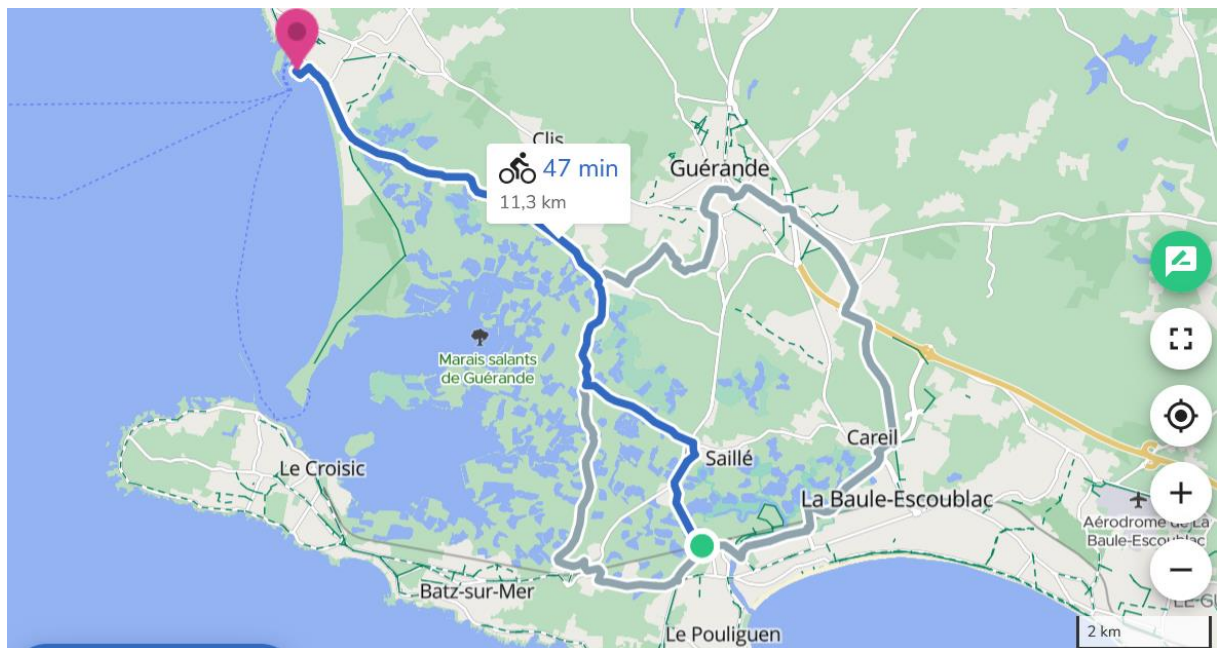 Clis
47 min
11,3 km
Guérande
Marais salants
de Guérande
Le Croisic
Saillé
Careil
La Baule-Escoublac
Aérodrome de La
Baule-Escoublac
Batz-sur-Mer
Le Pouliguen
2 km